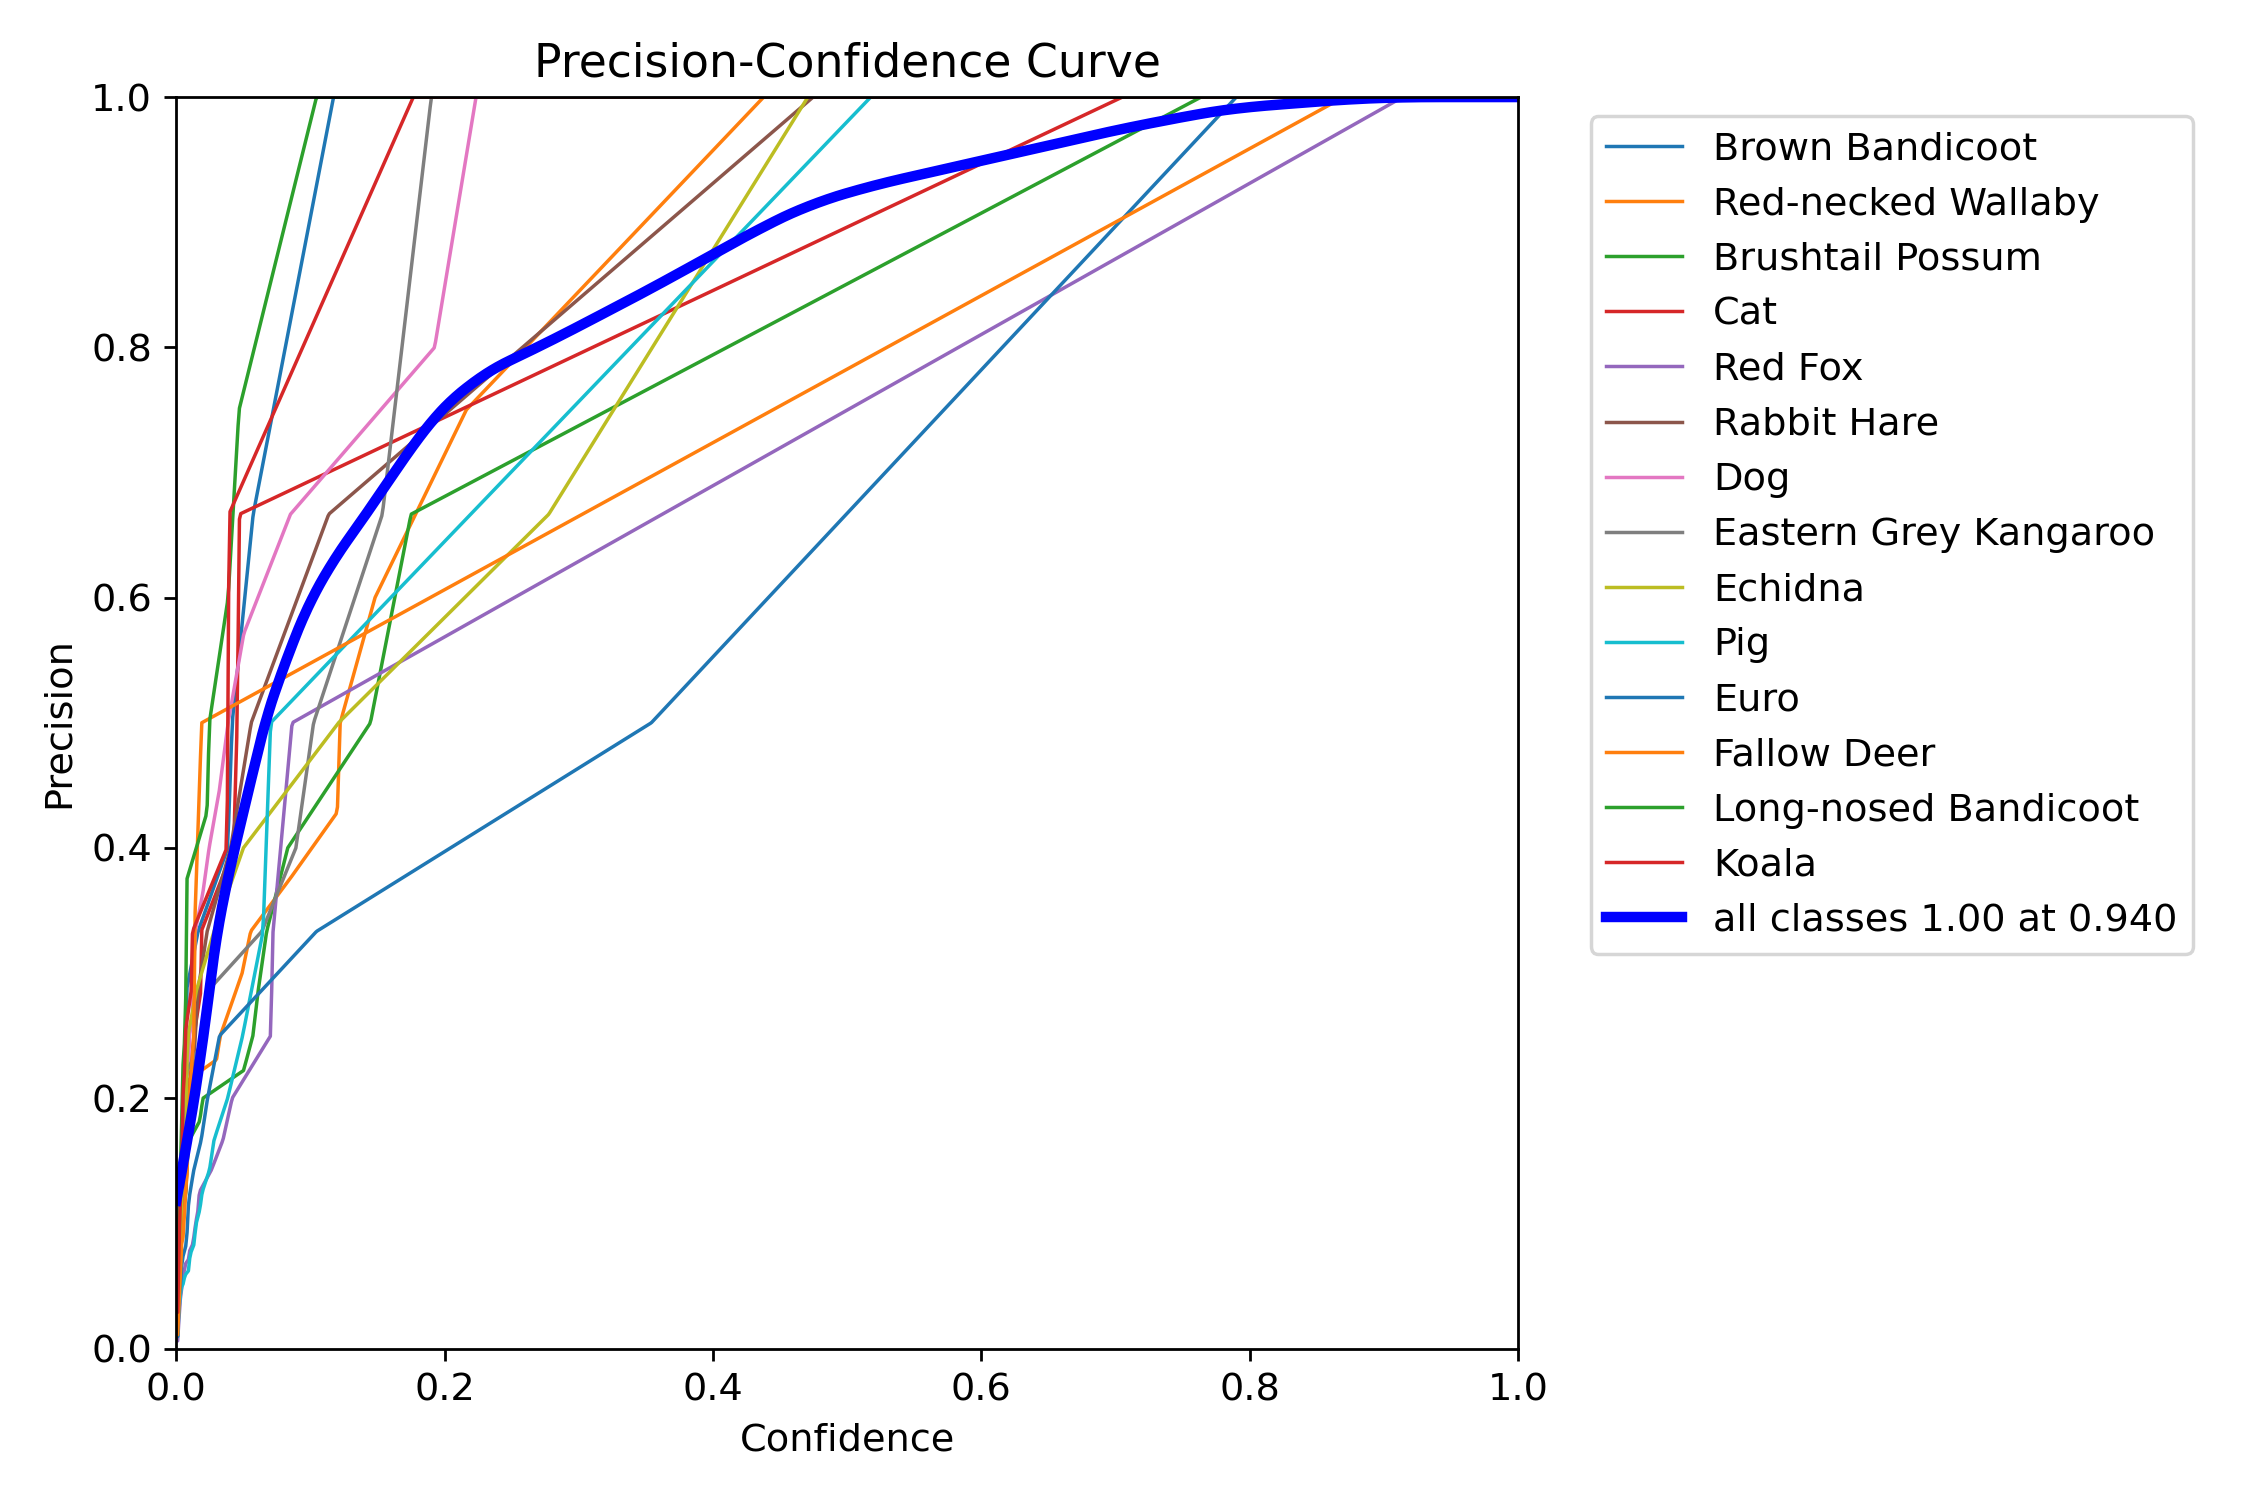 Precision-Confidence Curve
1.0
0.8
0.6
0.4
0.2
0.0
Precision
0.0 0.2 0.4 0.6 0.8 1.0
Confidence
Brown Bandicoot
Red-necked Wallaby
Brushtail Possum
Cat
Red Fox
Rabbit Hare
Dog
Eastern Grey Kangaroo
Echidna
Pig
Euro
Fallow Deer
Long-nosed Bandicoot
Koala
all classes 1.00 at 0.940